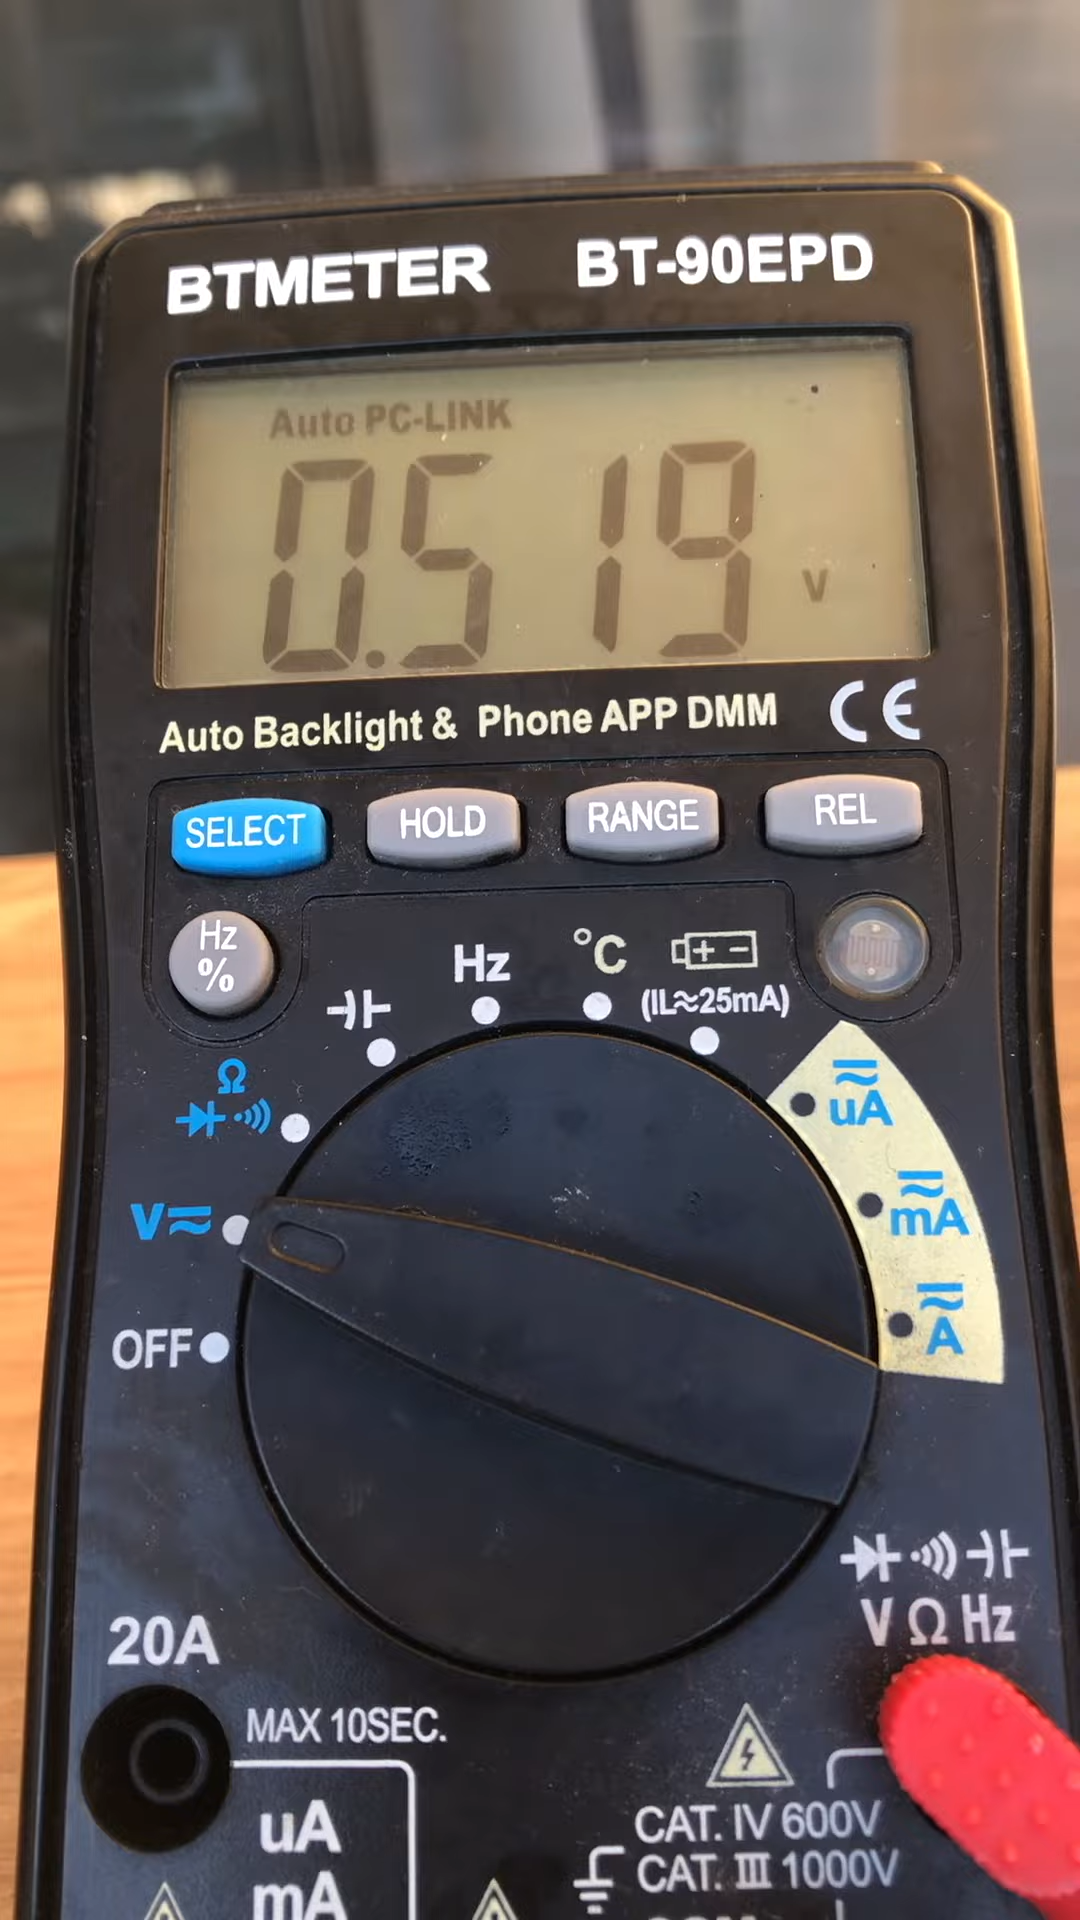 BTMETER BT-90EPD
Auto PC-LINK
0.519 V
Auto Backlight & Phone APP DMM CE
SELECT HOLD RANGE REL
Hz
%
Hz °C
(IL≈25mA)
Ω
uA
V
mA
OFF
A
V Ω Hz
20A
MAX 10SEC.
uA
mA
CAT. IV 600V
CAT. III 1000V